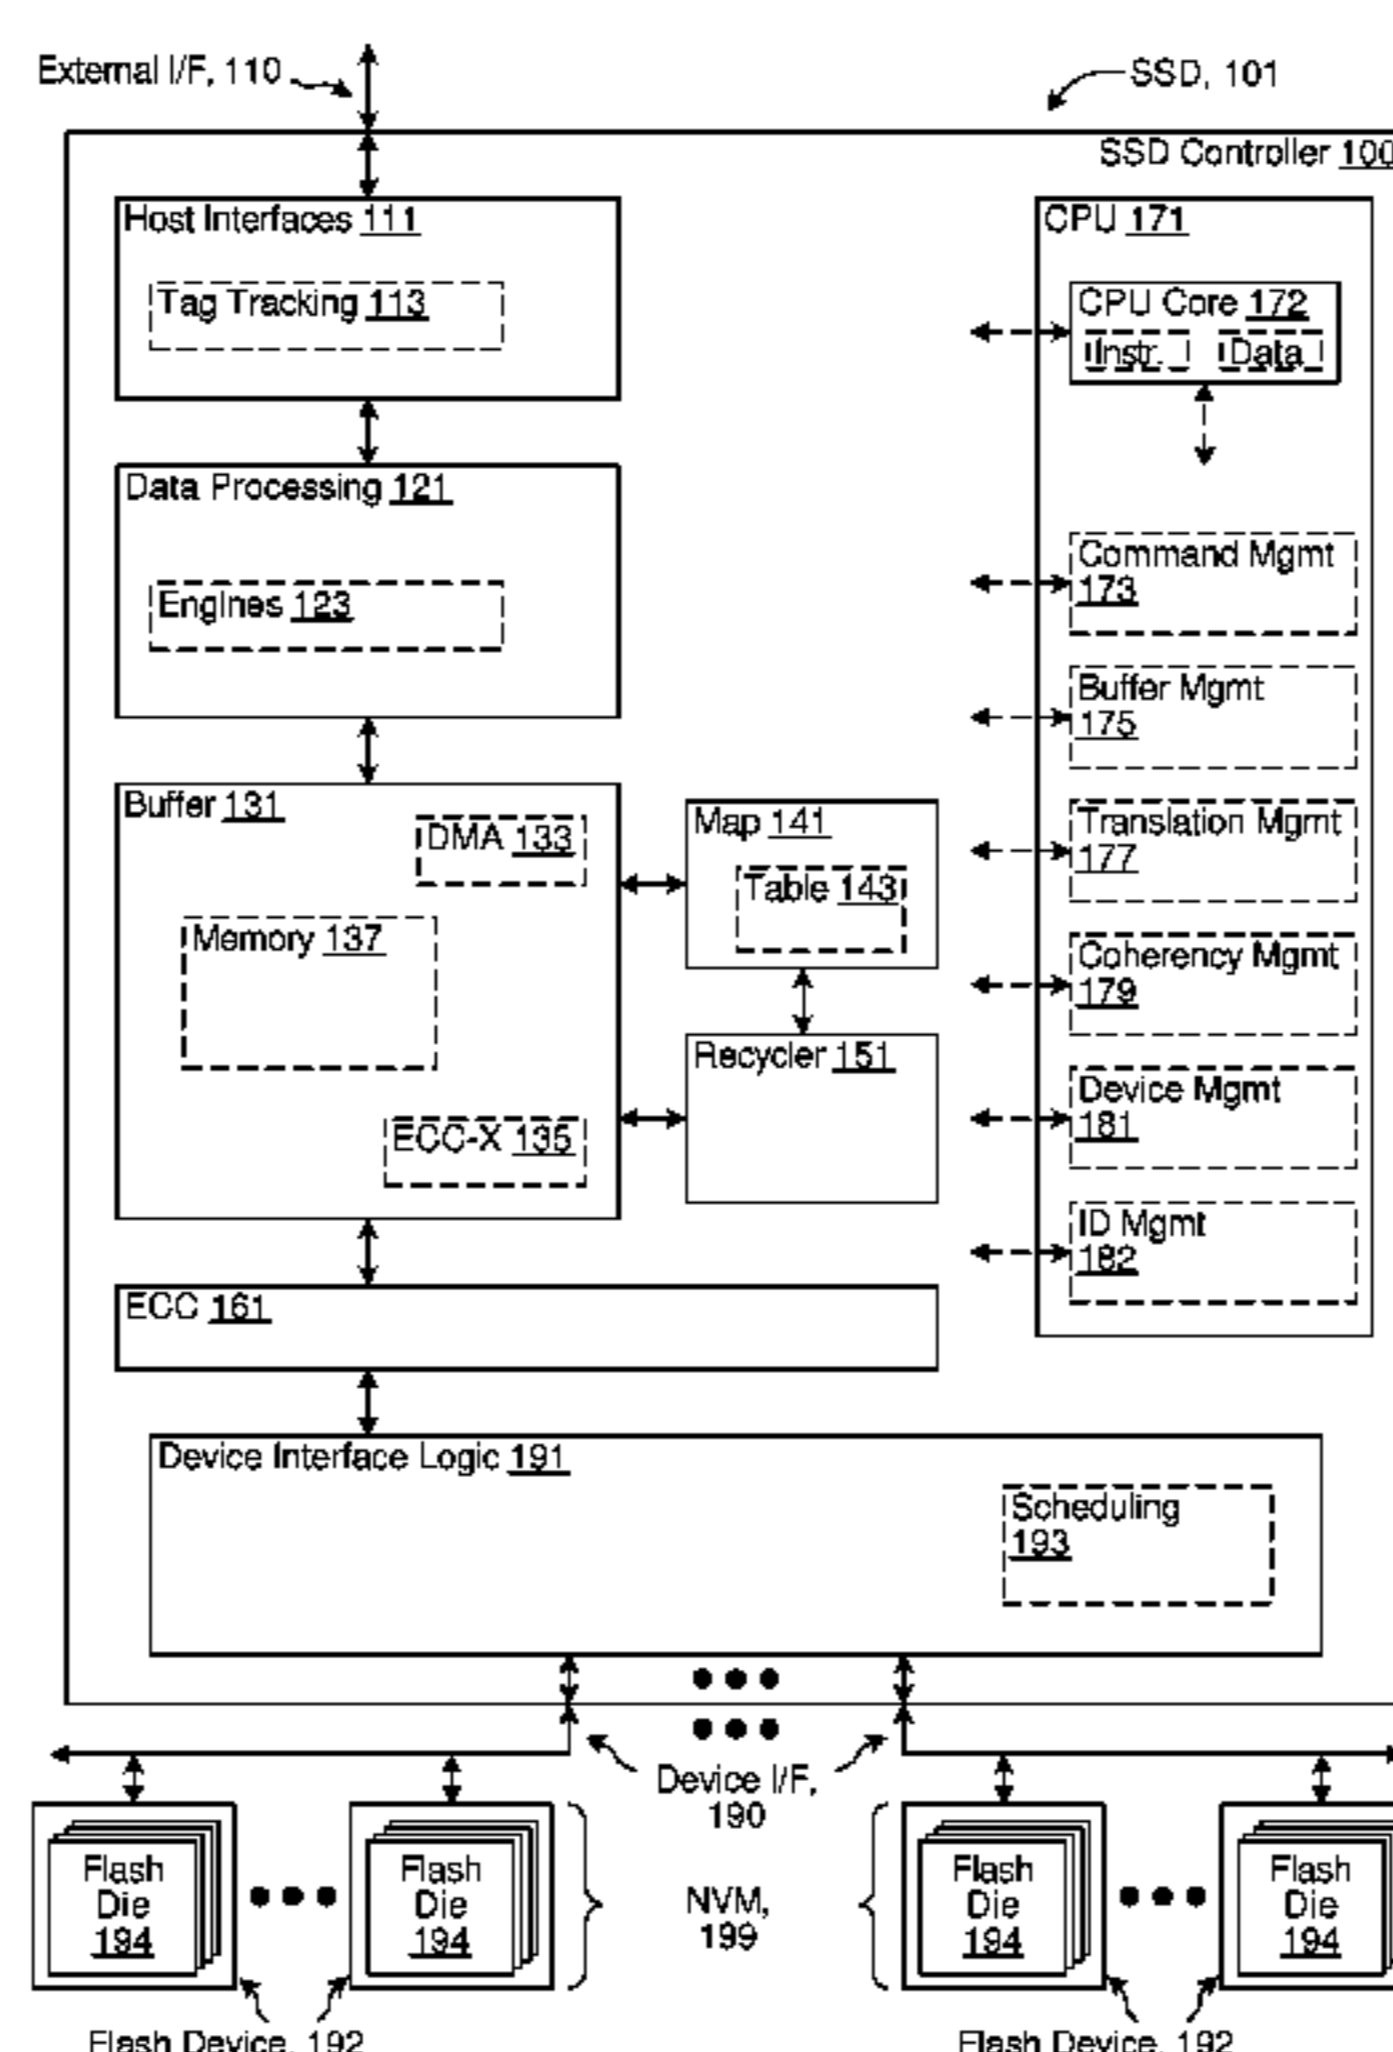 External I/F, 110
SSD, 101
SSD Controller 100
Host Interfaces 111
Tag Tracking 113
CPU 171
CPU Core 172
Instr. Data
Data Processing 121
Engines 123
Command Mgmt
173
Buffer Mgmt
175
Translation Mgmt
177
Coherency Mgmt
179
Device Mgmt
181
ID Mgmt
182
Buffer 131
DMA 133
Memory 137
ECC-X 135
Map 141
Table 143
Recycler 151
ECC 161
Device Interface Logic 191
Scheduling
193
Device I/F,
190
Flash
Die
194
Flash
Die
194
NVM,
199
Flash
Die
194
Flash
Die
194
Flash Device, 192
Flash Device, 192